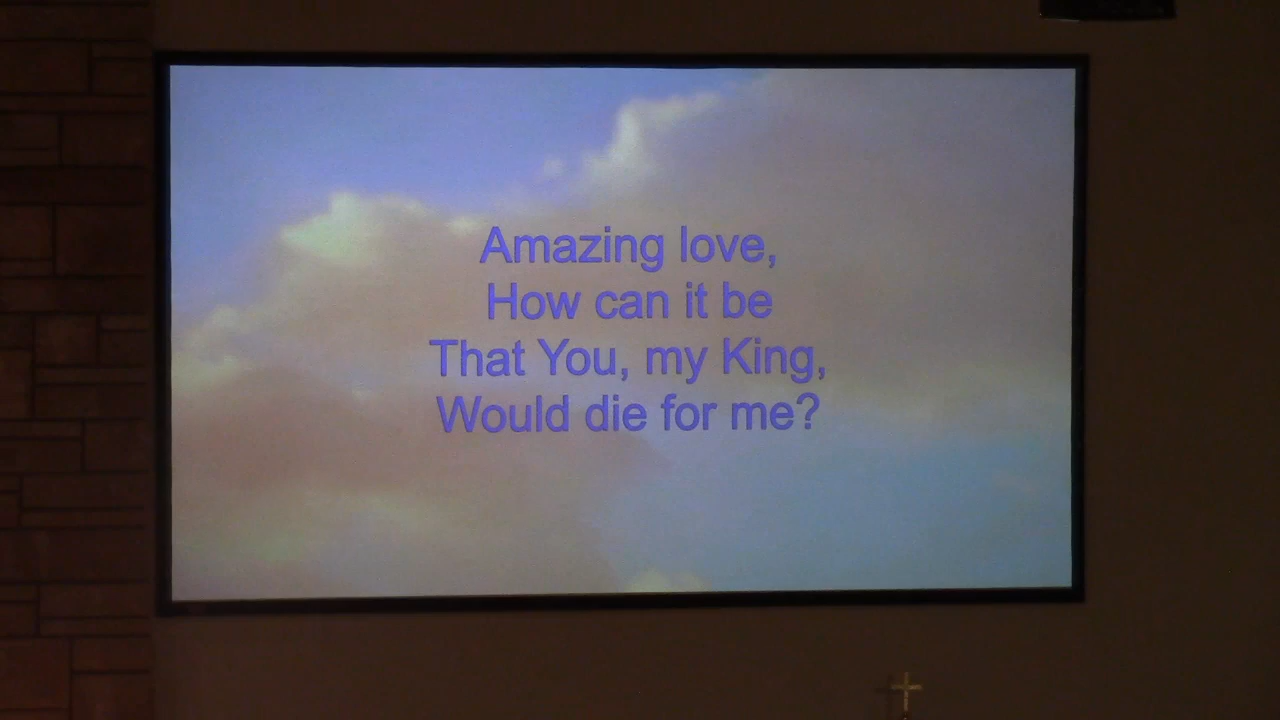 Amazing love,
How can it be
That You, my King,
Would die for me?